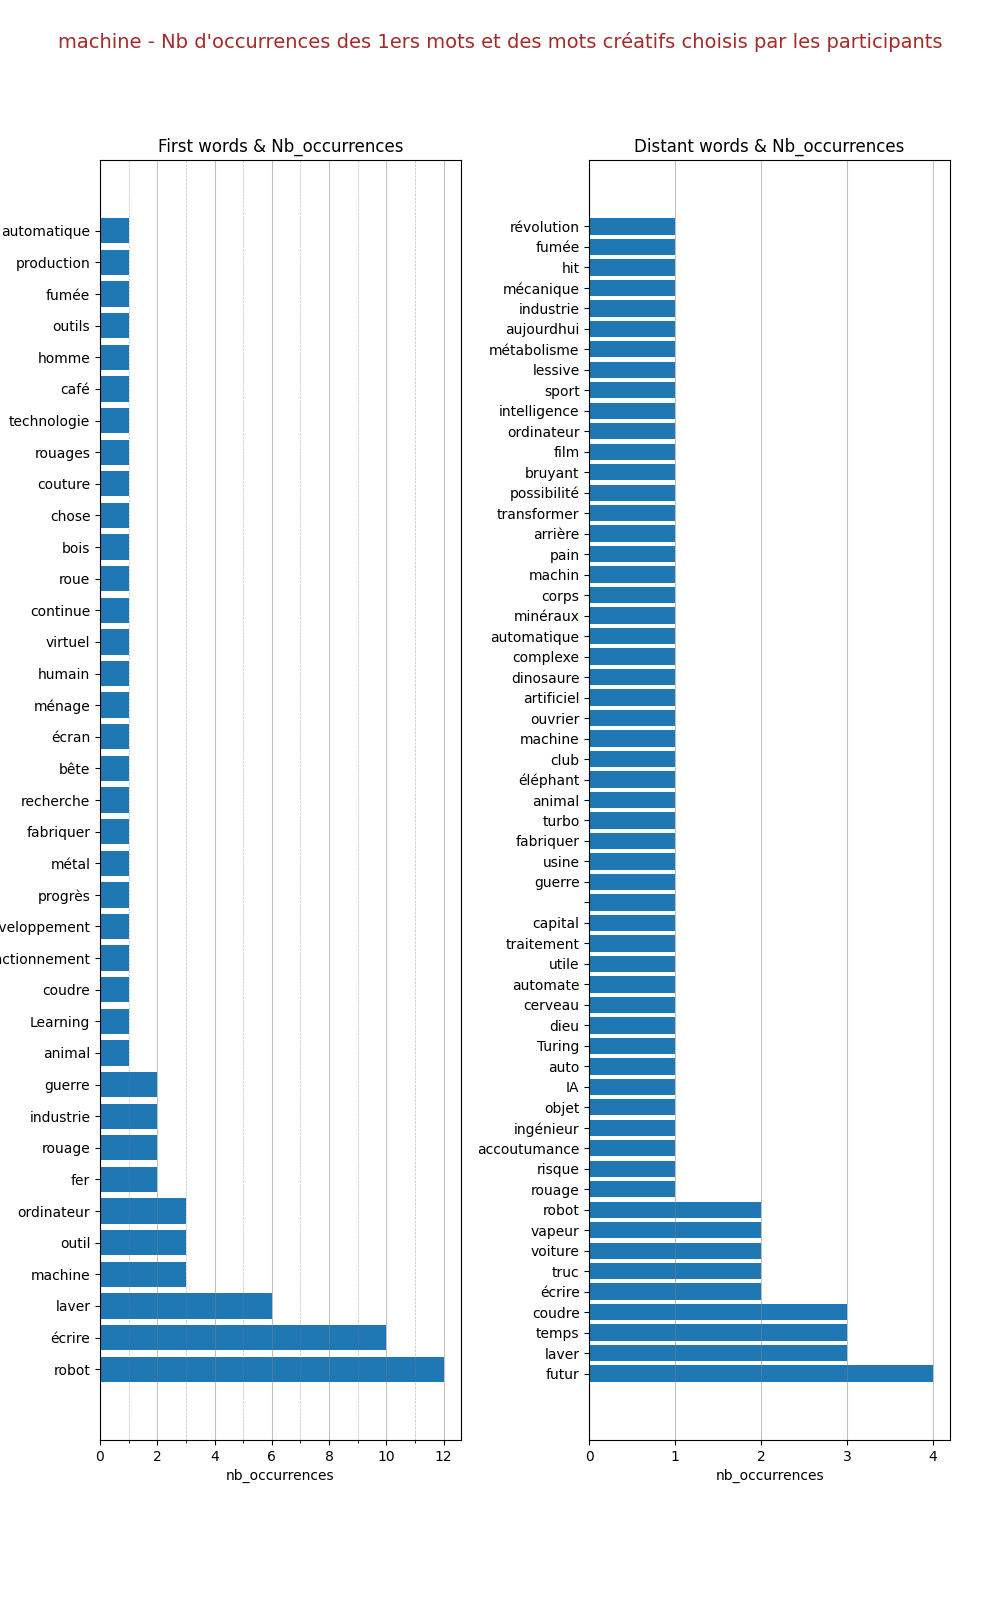 machine - Nb d'occurrences des 1ers mots et des mots créatifs choisis par les participants
First words & Nb_occurrences
automatique
production
fumée
outils
homme
café
technologie
rouages
couture
chose
bois
roue
continue
virtuel
humain
ménage
écran
bête
recherche
fabriquer
métal
progrès
veloppement
ctionnement
coudre
Learning
animal
guerre
industrie
rouage
fer
ordinateur
outil
machine
laver
écrire
robot
0 2 4 6 8 10 12
nb_occurrences
Distant words & Nb_occurrences
révolution
fumée
hit
mécanique
industrie
aujourdhui
métabolisme
lessive
sport
intelligence
ordinateur
film
bruyant
possibilité
transformer
arrière
pain
machin
corps
minéraux
automatique
complexe
dinosaure
artificiel
ouvrier
machine
club
éléphant
animal
turbo
fabriquer
usine
guerre
capital
traitement
utile
automate
cerveau
dieu
Turing
auto
IA
objet
ingénieur
accoutumance
risque
rouage
robot
vapeur
voiture
truc
écrire
coudre
temps
laver
futur
0 1 2 3 4
nb_occurrences